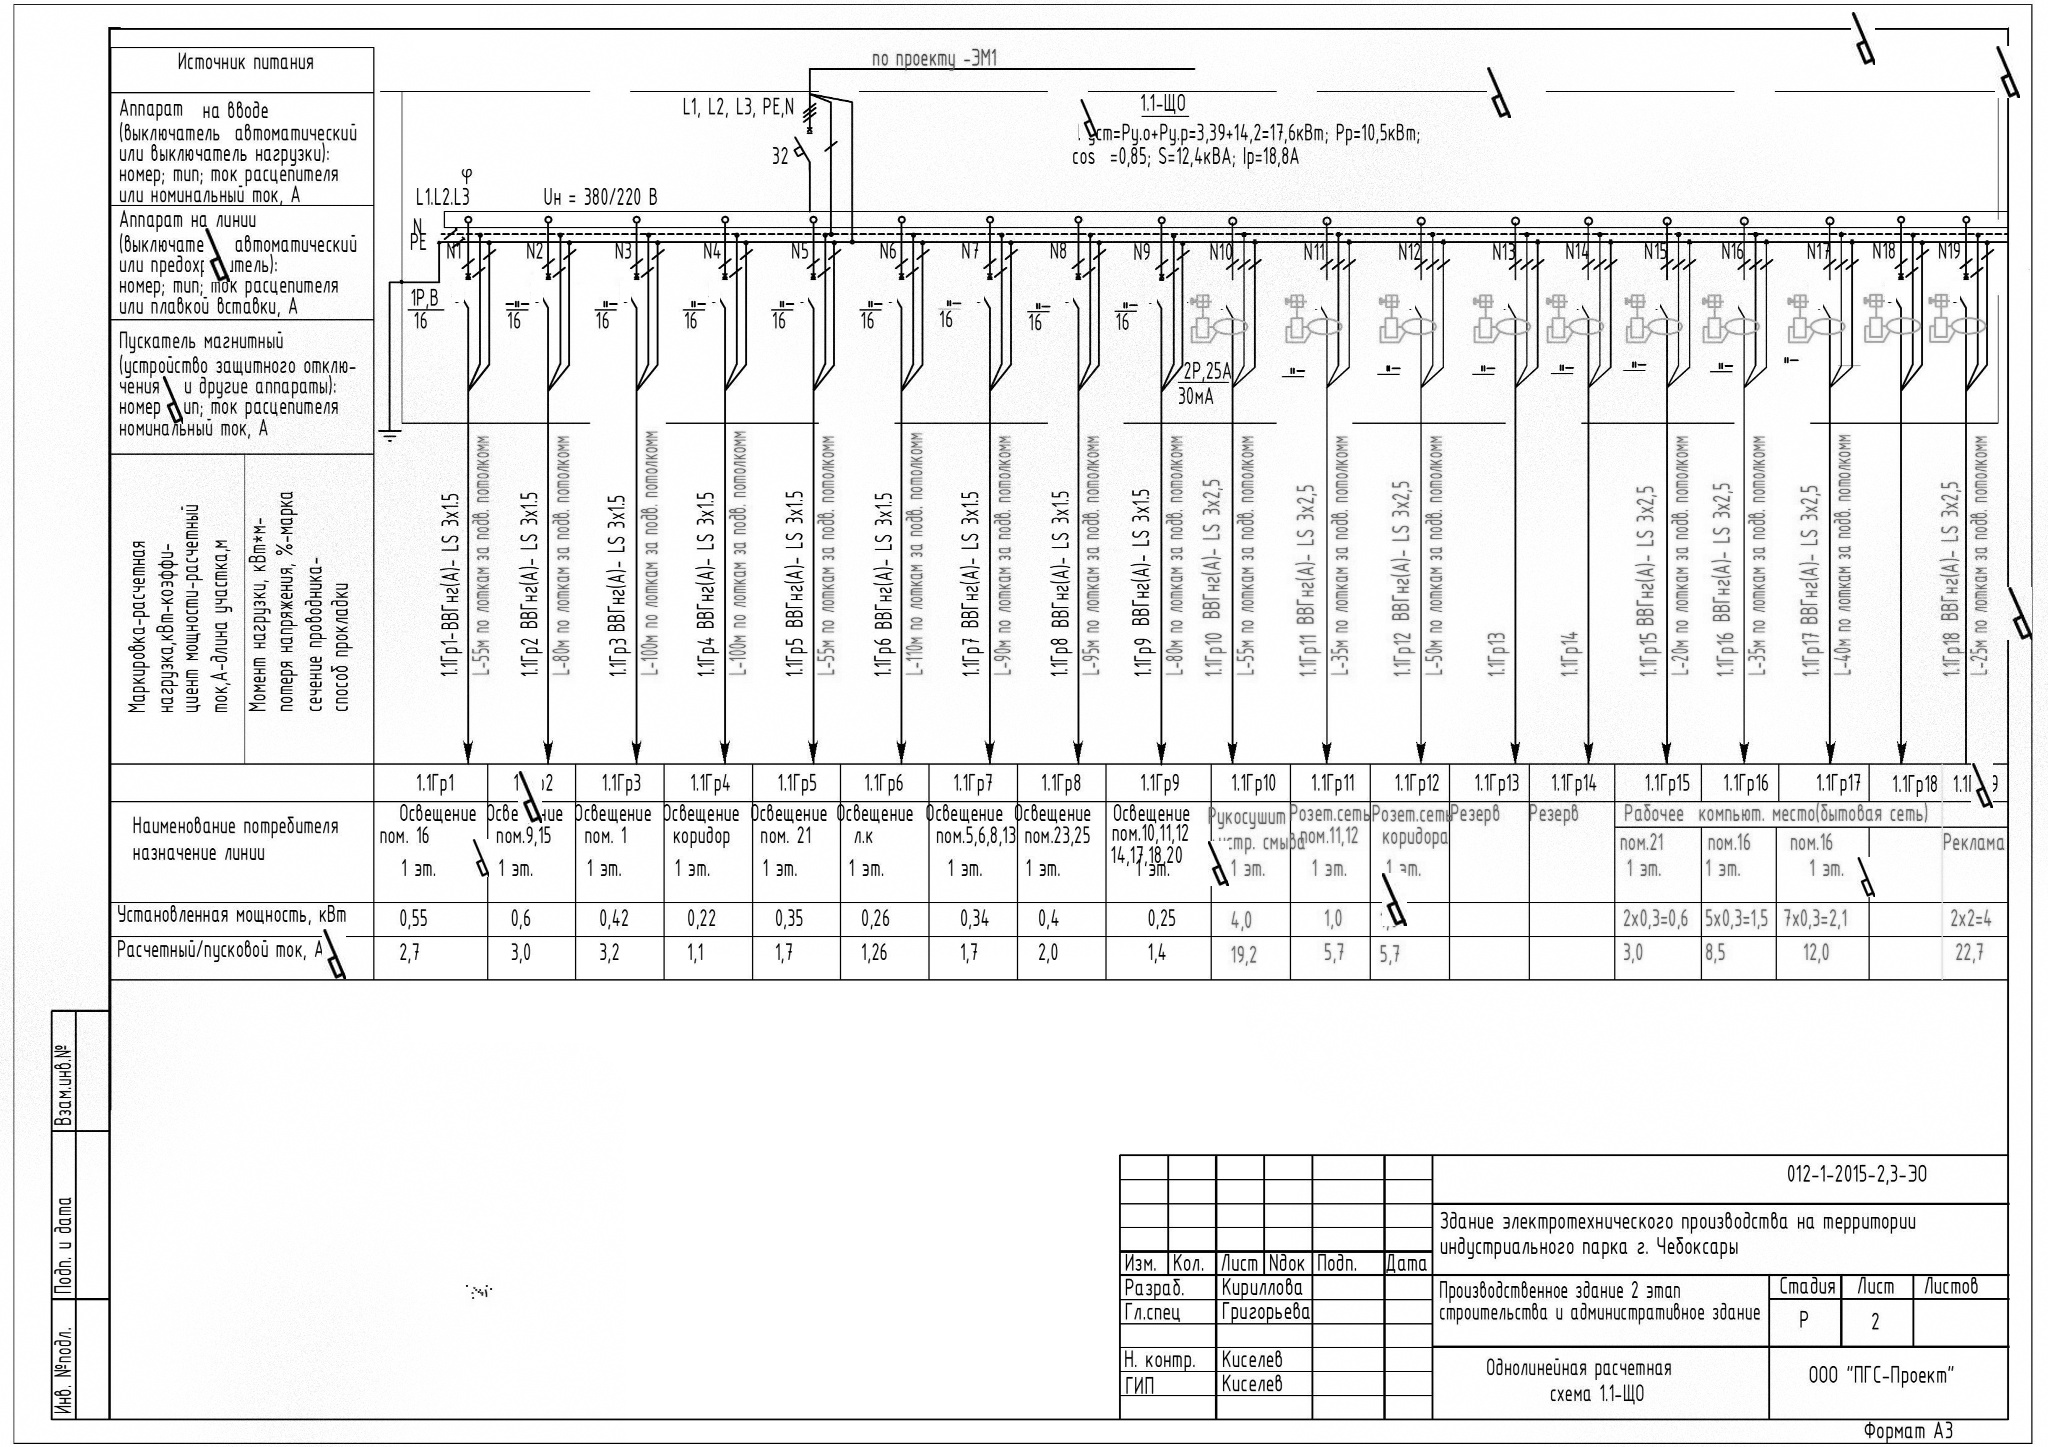 Источник питания
Аппарат на вводе
(выключатель автоматический
или выключатель нагрузки):
номер; тип; ток расцепителя
или номинальный ток, А
Аппарат на линии
автоматический
или
номер; тип; ток расцепителя
или плавкой вставки, А
Пускатель магнитный
(устройство защитного отклю-
чения и другие аппараты):
номер ток расцепителя
номинальный ток, А
Маркировка-расчетная
нагрузка,кВт-коэффи-
циент мощности-расчетный
ток,А-длина участка,м
Момент нагрузки, кВт*м-
потеря напряжения, %-марка
сечение проводника-
способ прокладки
по проекту -ЭМ1
L1, L2, L3, PE,N
32
1.1-ЩО
=Ру.о+Ру.р=3,39+14,2=17,6кВт; Рр=10,5кВт;
cos =0,85; S=12,4кВА; Iр=18,8А
φ
L1.L2.L3
Uн = 380/220 В
N
PE
N1 N2 N3 N4 N5 N6 N7 N8 N9 N10 N11 N12 N13 N14 N15 N16 N17 N18 N19
1Р,В
16
-"-
16
-"-
16
-"-
16
-"-
16
-"-
16
"-
16
"-
16
"-
16
2Р,25А
30мА
"- "- "- "- "- "- "-
1.1Гр1-ВВГнг(А)- LS 3х1.5
L-55м по лоткам за подв. потолкомм
1.1Гр2 ВВГнг(А)- LS 3х1.5
L-80м по лоткам за подв. потолкомм
1.1Гр3 ВВГнг(А)- LS 3х1.5
L-100м по лоткам за подв. потолкомм
1.1Гр4 ВВГнг(А)- LS 3х1.5
L-100м по лоткам за подв. потолкомм
1.1Гр5 ВВГнг(А)- LS 3х1.5
L-55м по лоткам за подв. потолкомм
1.1Гр6 ВВГнг(А)- LS 3х1.5
L-110м по лоткам за подв. потолкомм
1.1Гр7 ВВГнг(А)- LS 3х1.5
L-90м по лоткам за подв. потолкомм
1.1Гр8 ВВГнг(А)- LS 3х1.5
L-95м по лоткам за подв. потолкомм
1.1Гр9 ВВГнг(А)- LS 3х1.5
L-80м по лоткам за подв. потолкомм
1.1Гр10 ВВГнг(А)- LS 3х2,5
L-55м по лоткам за подв. потолкомм
1.1Гр11 ВВГнг(А)- LS 3х2,5
L-35м по лоткам за подв. потолкомм
1.1Гр12 ВВГнг(А)- LS 3х2,5
L-50м по лоткам за подв. потолкомм
1.1Гр13
1.1Гр14
1.1Гр15 ВВГнг(А)- LS 3х2,5
L-20м по лоткам за подв. потолкомм
1.1Гр16 ВВГнг(А)- LS 3х2,5
L-35м по лоткам за подв. потолкомм
1.1Гр17 ВВГнг(А)- LS 3х2,5
L-40м по лоткам за подв. потолкомм
1.1Гр18 ВВГнг(А)- LS 3х2,5
L-25м по лоткам за подв. потолкомм
1.1Гр1 1.1Гр3 1.1Гр4 1.1Гр5 1.1Гр6 1.1Гр7 1.1Гр8 1.1Гр9 1.1Гр10 1.1Гр11 1.1Гр12 1.1Гр13 1.1Гр14 1.1Гр15 1.1Гр16 1.1Гр17 1.1Гр18
Наименование потребителя
назначение линии
Освещение Освещение Освещение Освещение Освещение Освещение Освещение Освещение Рукосушит Розет.сеть Розет.сеть Резерв Резерв Рабочее компьют. место(бытовая сеть)
пом. 16 пом.9,15 пом. 1 коридор пом. 21 л.к пом.5,6,8,13 пом.23,25 пом.10,11,12 смыва пом.11,12 коридора пом.21 пом.16 пом.16 Реклама
14,17,18,20
1 эт. 1 эт. 1 эт. 1 эт. 1 эт. 1 эт. 1 эт. 1 эт. 1 эт. 1 эт. 1 эт. 1 эт. 1 эт. 1 эт. 1 эт.
Установленная мощность, кВт 0,55 0,6 0,42 0,22 0,35 0,26 0,34 0,4 0,25 4,0 1,0 2х0,3=0,6 5х0,3=1,5 7х0,3=2,1 2х2=4
Расчетный/пусковой ток, А 2,7 3,0 3,2 1,1 1,7 1,26 1,7 2,0 1,4 19,2 5,7 5,7 3,0 8,5 12,0 22,7
Взам.инв.№
Подп. и дата
Инв. №подл.
012-1-2015-2,3-ЭО
Здание электротехнического производства на территории
индустриального парка г. Чебоксары
Изм. Кол. Лист Nдок Подп. Дата
Разраб. Кириллова
Гл.спец Григорьева
Н. контр. Киселев
ГИП Киселев
Производственное здание 2 этап
строительства и административное здание
Стадия Лист Листов
Р 2
Однолинейная расчетная
схема 1.1-ЩО
ООО "ПГС-Проект"
Формат А3